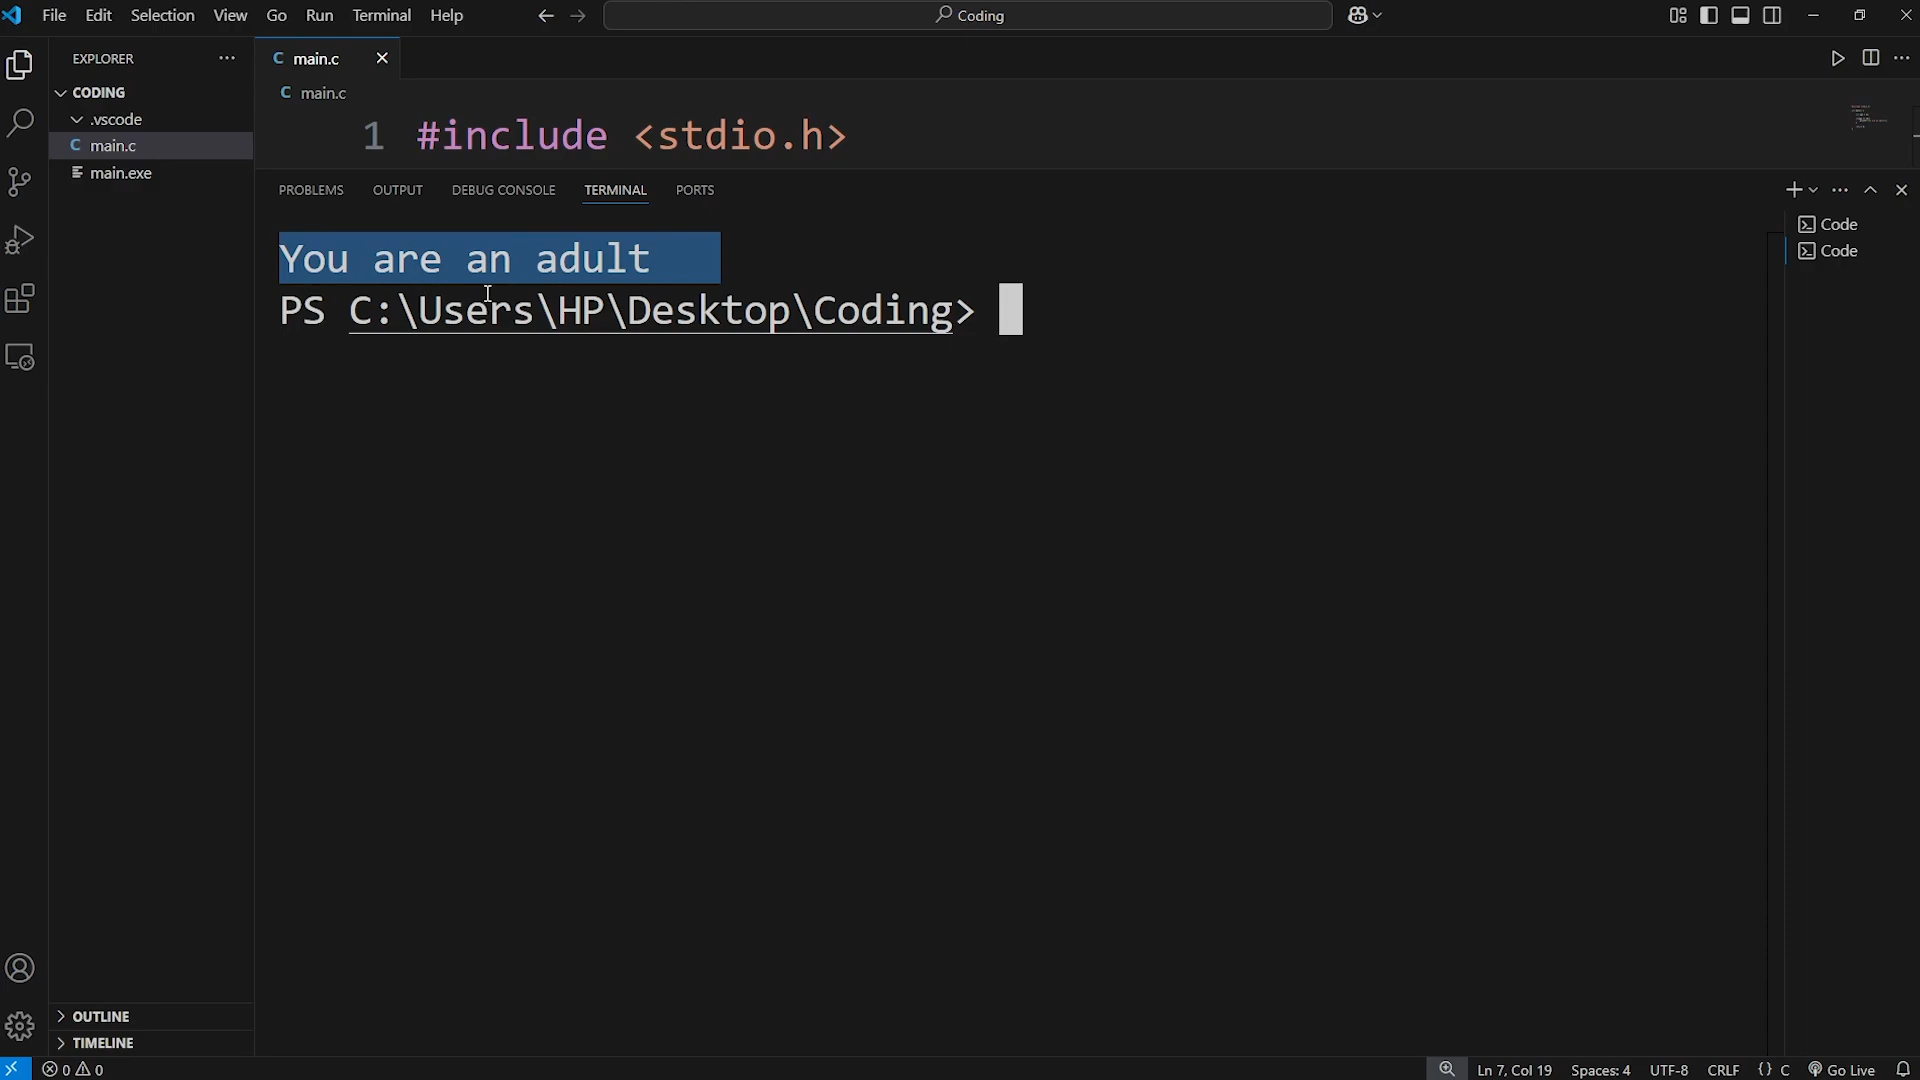 File Edit Selection View Go Run Terminal Help
Coding
EXPLORER
CODING
.vscode
C main.c
main.exe
OUTLINE
TIMELINE
C main.c
C main.c
1 #include <stdio.h>
PROBLEMS OUTPUT DEBUG CONSOLE TERMINAL PORTS
You are an adult
PS C:\Users\HP\Desktop\Coding>
Code
Code
0 0
Ln 7, Col 19 Spaces: 4 UTF-8 CRLF {} C Go Live